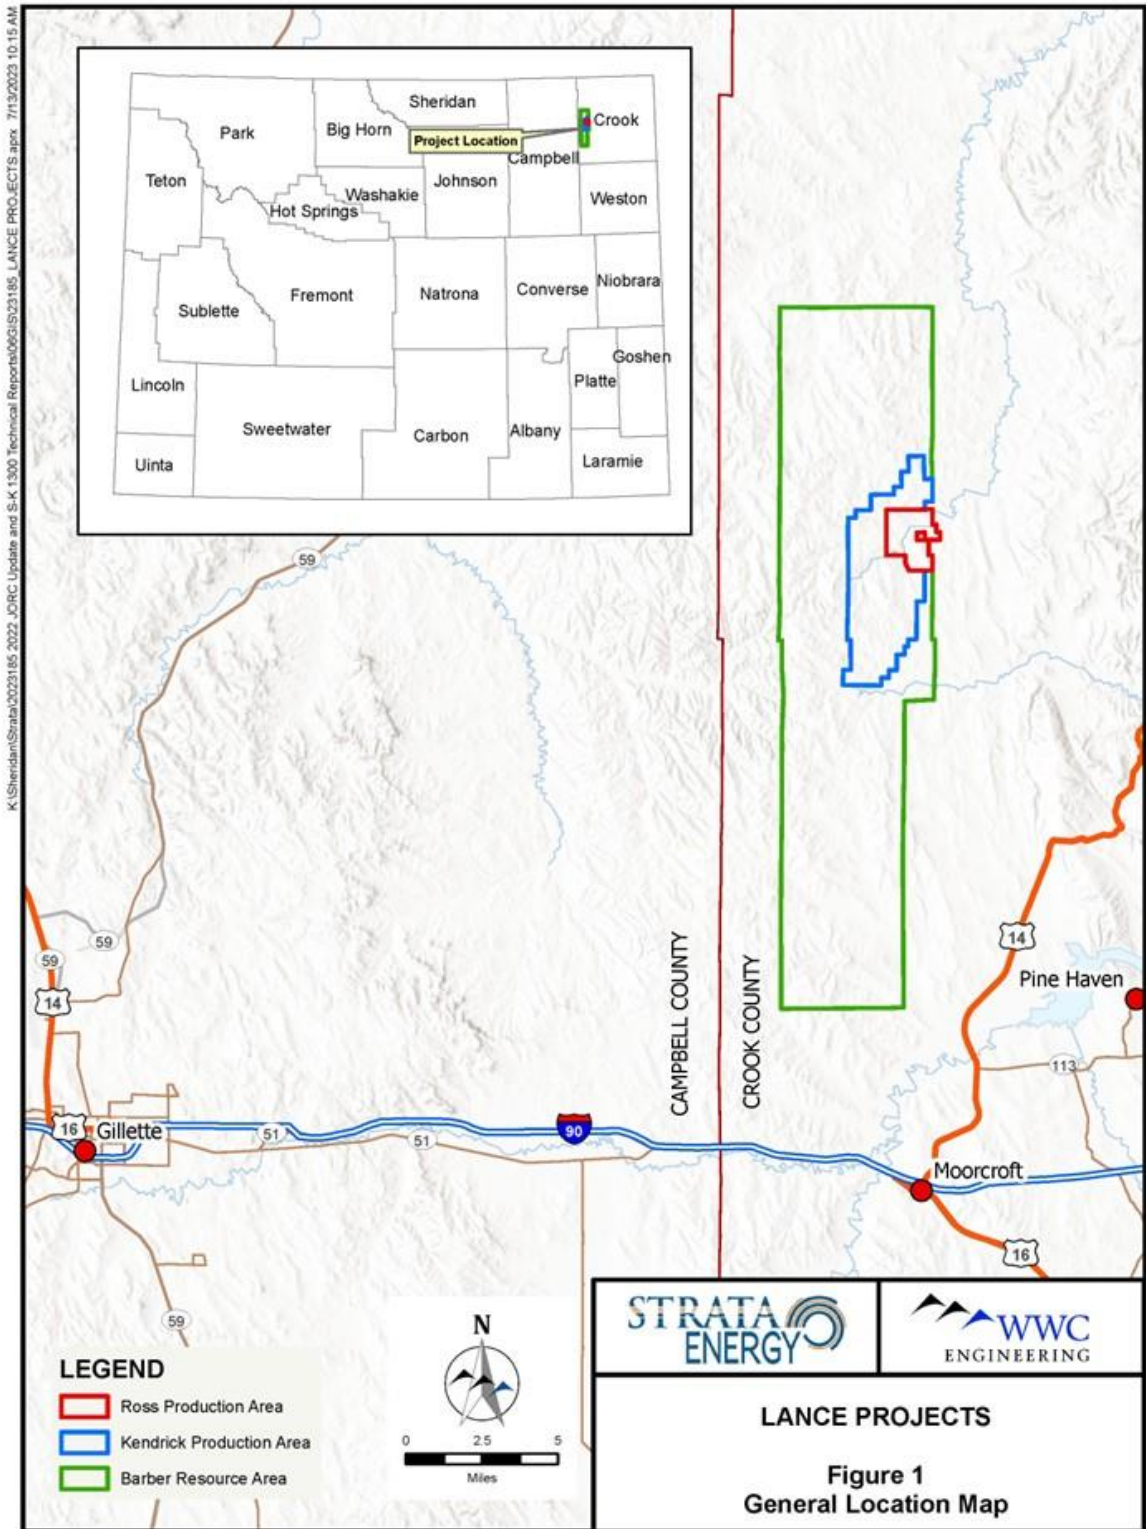 K:\Sheridan\Strata\2023185 2022 JORC Update and S-K 1300 Technical Reports\06GIS\23185_LANCE PROJECTS.aprx 7/13/2023 10:15 AM
Sheridan
Park
Big Horn
Crook
Project Location
Campbell
Teton
Washakie
Johnson
Weston
Hot Springs
Sublette
Fremont
Natrona
Converse
Niobrara
Goshen
Lincoln
Platte
Sweetwater
Carbon
Albany
Uinta
Laramie
59
59
59
14
14
CAMPBELL COUNTY
CROOK COUNTY
Pine Haven
113
16
Gillette
51
51
90
Moorcroft
16
59
LEGEND
Ross Production Area
Kendrick Production Area
Barber Resource Area
N
0 2.5 5
Miles
STRATA
ENERGY
WWC
ENGINEERING
LANCE PROJECTS
Figure 1
General Location Map